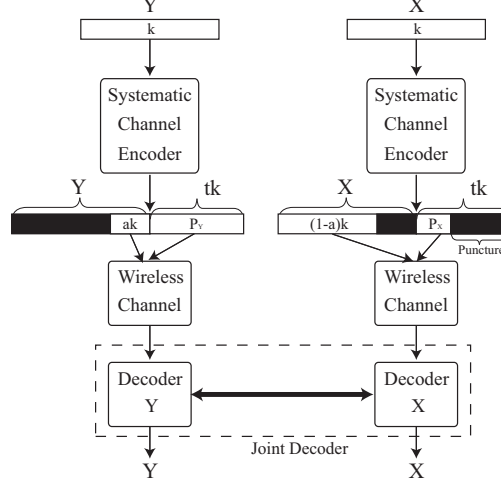 Y
X
k
k
Systematic
Channel
Encoder
Systematic
Channel
Encoder
Y
tk
X
tk
ak
PY
(1-a)k
PX
Puncture
Wireless
Channel
Wireless
Channel
Decoder
Y
Decoder
X
Joint Decoder
Y
X